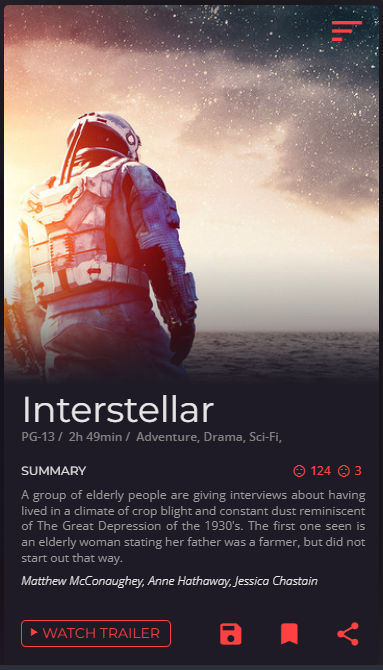 Interstellar
PG-13 / 2h 49min / Adventure, Drama, Sci-Fi,
SUMMARY
124 3
A group of elderly people are giving interviews about having
lived in a climate of crop blight and constant dust reminiscent
of The Great Depression of the 1930's. The first one seen is
an elderly woman stating her father was a farmer, but did not
start out that way.
Matthew McConaughey, Anne Hathaway, Jessica Chastain
WATCH TRAILER